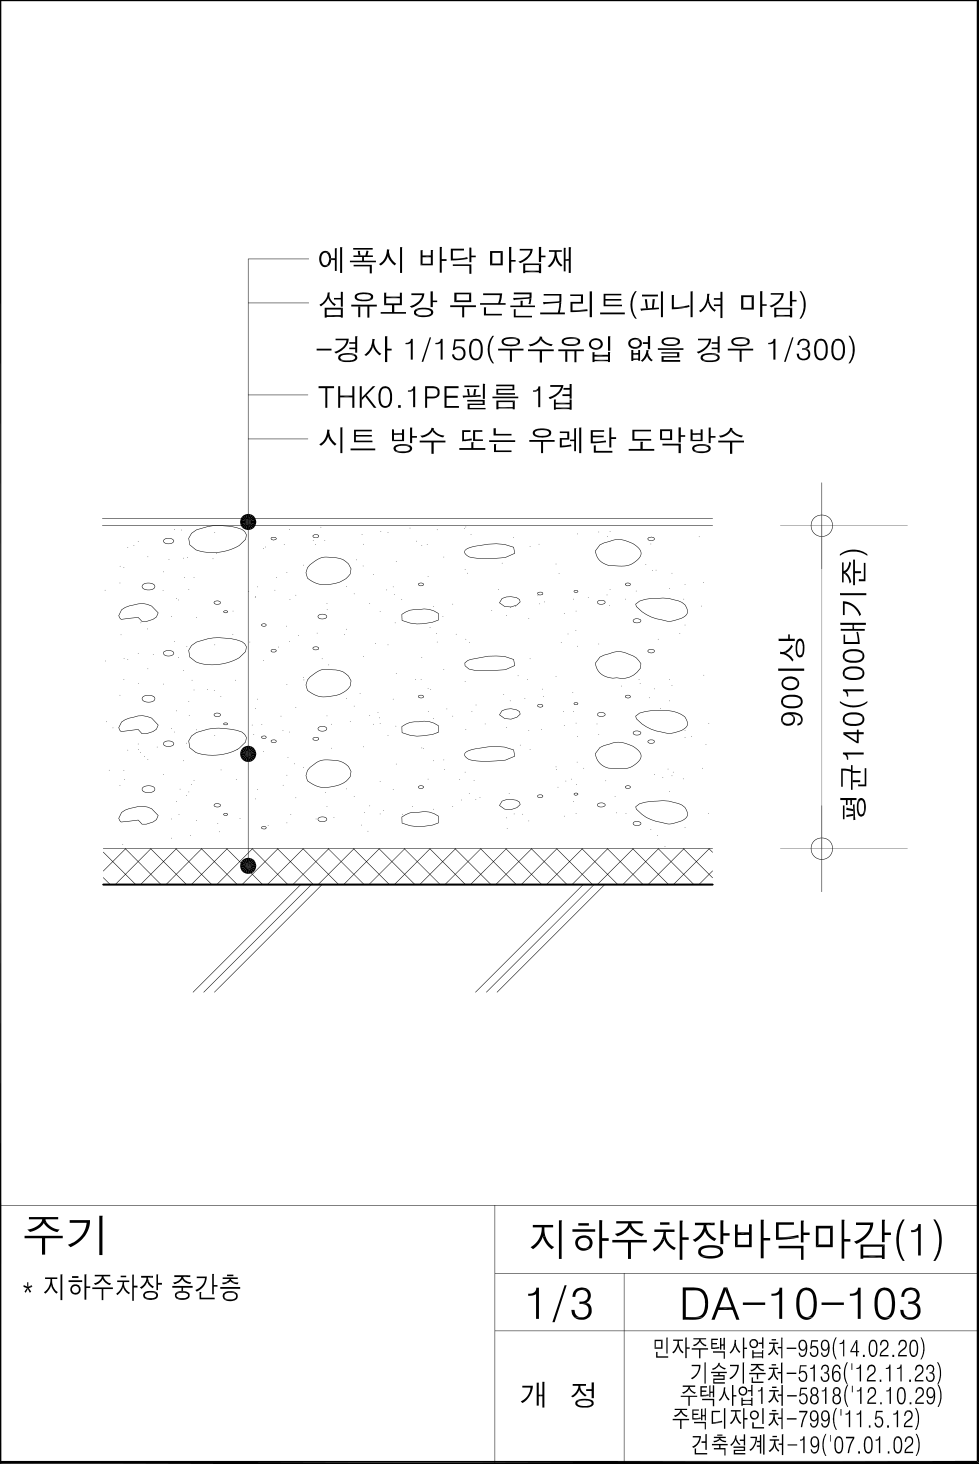 에폭시 바닥 마감재
섬유보강 무근콘크리트(피니셔 마감)
-경사 1/150(우수유입 없을 경우 1/300)
THK0.1PE필름 1겹
시트 방수 또는 우레탄 도막방수
90이상
평균140(100대기준)
주기
* 지하주차장 중간층
지하주차장바닥마감(1)
1/3
DA-10-103
개 정
민자주택사업처-959(14.02.20)
기술기준처-5136('12.11.23)
주택사업1처-5818('12.10.29)
주택디자인처-799('11.5.12)
건축설계처-19('07.01.02)